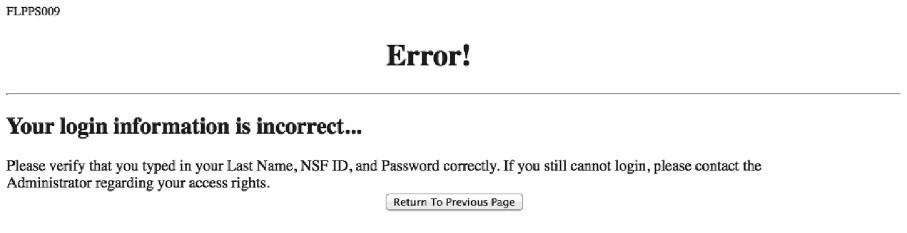 FLPPS009
Error!
Your login information is incorrect...
Please verify that you typed in your Last Name, NSF ID, and Password correctly. If you still cannot login, please contact the
Administrator regarding your access rights.
Return To Previous Page